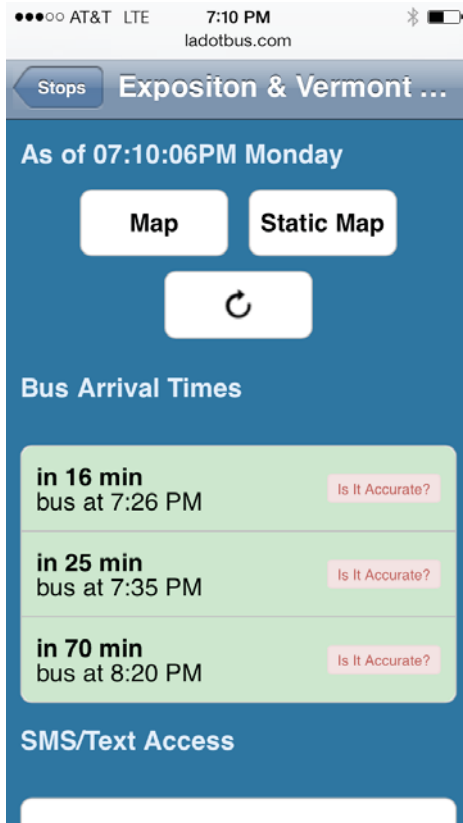 AT&T LTE 7:10 PM
ladotbus.com
Stops Expositon & Vermont ...
As of 07:10:06PM Monday
Map Static Map
Bus Arrival Times
in 16 min
bus at 7:26 PM Is It Accurate?
in 25 min
bus at 7:35 PM Is It Accurate?
in 70 min
bus at 8:20 PM Is It Accurate?
SMS/Text Access